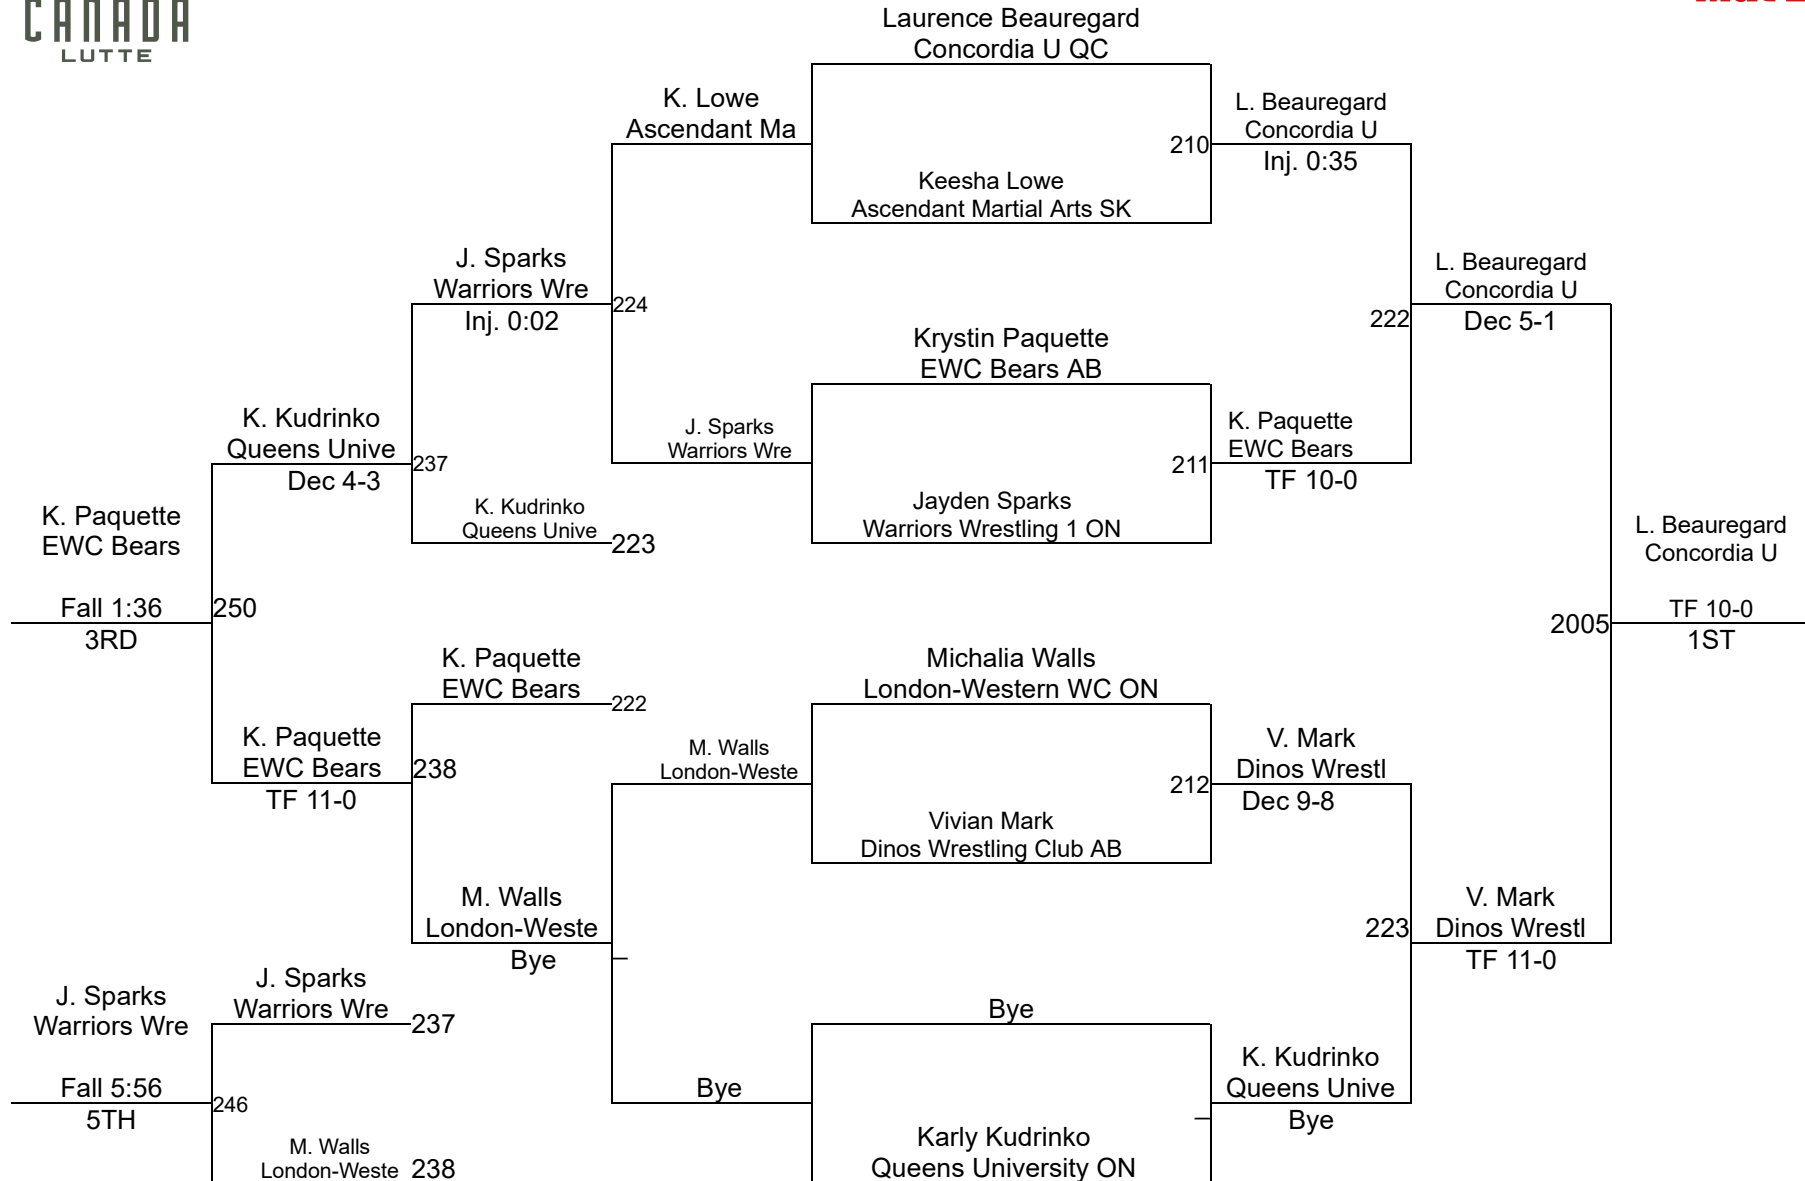 CANADA
LUTTE
Laurence Beauregard
Concordia U QC
K. Lowe
Ascendant Ma
L. Beauregard
Concordia U
210
Inj. 0:35
Keesha Lowe
Ascendant Martial Arts SK
J. Sparks
Warriors Wre
224
Inj. 0:02
L. Beauregard
Concordia U
222
Dec 5-1
Krystin Paquette
EWC Bears AB
K. Kudrinko
Queens Unive
237
Dec 4-3
J. Sparks
Warriors Wre
K. Paquette
EWC Bears
211
TF 10-0
K. Kudrinko
Queens Unive
223
Jayden Sparks
Warriors Wrestling 1 ON
K. Paquette
EWC Bears
Fall 1:36
250
3RD
L. Beauregard
Concordia U
TF 10-0
2005
1ST
K. Paquette
EWC Bears
222
Michalia Walls
London-Western WC ON
K. Paquette
EWC Bears
238
TF 11-0
M. Walls
London-Weste
V. Mark
Dinos Wrestl
212
Dec 9-8
Vivian Mark
Dinos Wrestling Club AB
M. Walls
London-Weste
Bye
V. Mark
Dinos Wrestl
223
TF 11-0
J. Sparks
Warriors Wre
J. Sparks
Warriors Wre
237
Bye
Fall 5:56
246
5TH
Bye
K. Kudrinko
Queens Unive
Bye
M. Walls
London-Weste
238
Karly Kudrinko
Queens University ON